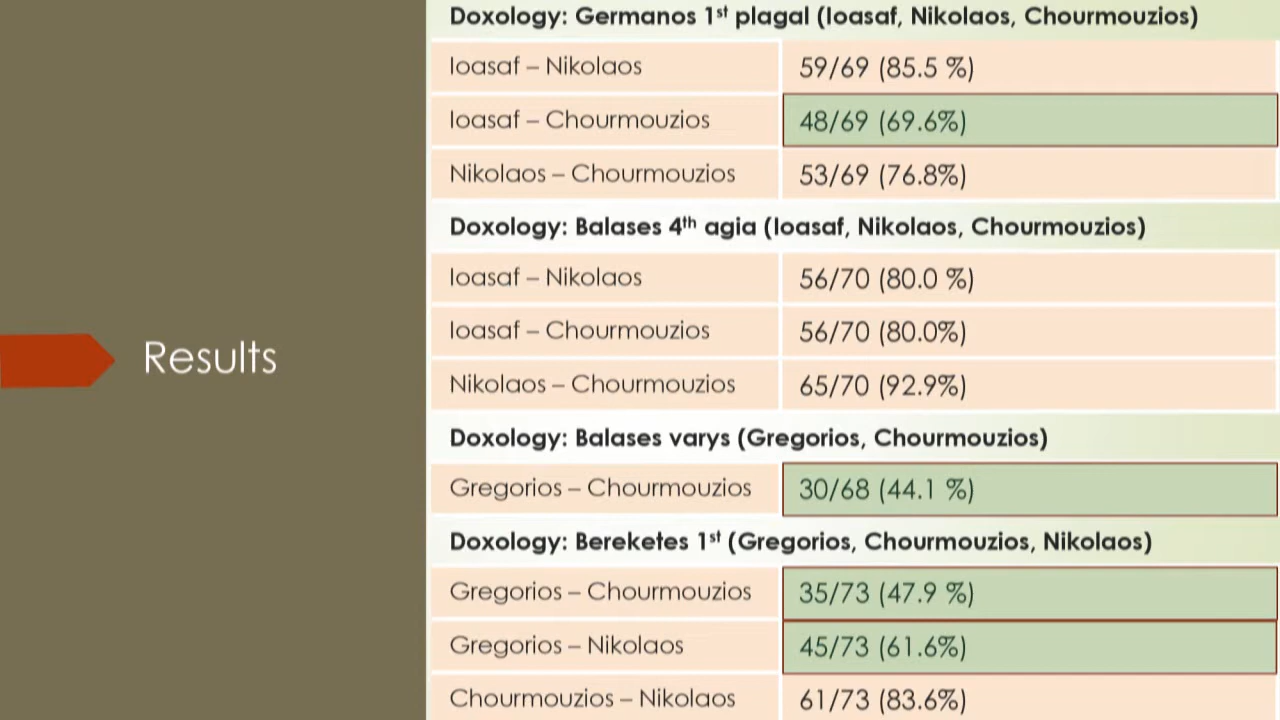 Results
Doxology: Germanos 1st plagal (Ioasaf, Nikolaos, Chourmouzios)
Ioasaf – Nikolaos 59/69 (85.5 %)
Ioasaf – Chourmouzios 48/69 (69.6%)
Nikolaos – Chourmouzios 53/69 (76.8%)
Doxology: Balases 4th agia (Ioasaf, Nikolaos, Chourmouzios)
Ioasaf – Nikolaos 56/70 (80.0 %)
Ioasaf – Chourmouzios 56/70 (80.0%)
Nikolaos – Chourmouzios 65/70 (92.9%)
Doxology: Balases varys (Gregorios, Chourmouzios)
Gregorios – Chourmouzios 30/68 (44.1 %)
Doxology: Bereketes 1st (Gregorios, Chourmouzios, Nikolaos)
Gregorios – Chourmouzios 35/73 (47.9 %)
Gregorios – Nikolaos 45/73 (61.6%)
Chourmouzios – Nikolaos 61/73 (83.6%)